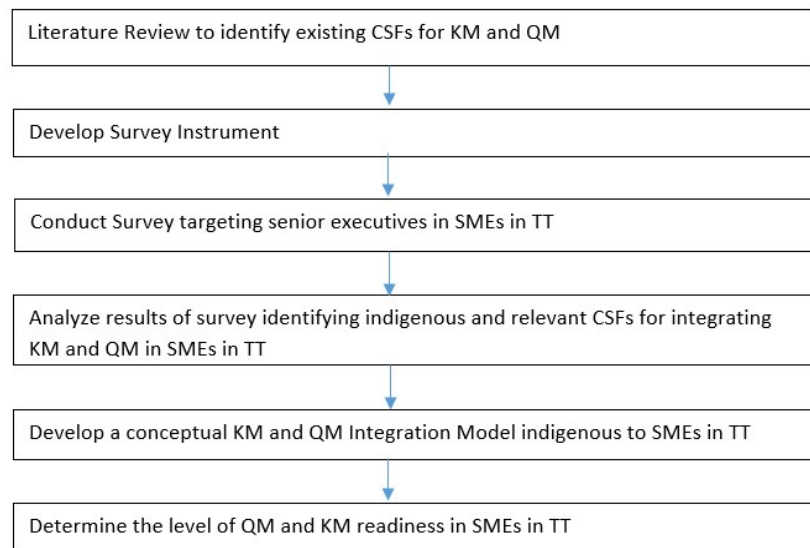 Literature Review to identify existing CSFs for KM and QM
Develop Survey Instrument
Conduct Survey targeting senior executives in SMEs in TT
Analyze results of survey identifying indigenous and relevant CSFs for integrating
KM and QM in SMEs in TT
Develop a conceptual KM and QM Integration Model indigenous to SMEs in TT
Determine the level of QM and KM readiness in SMEs in TT